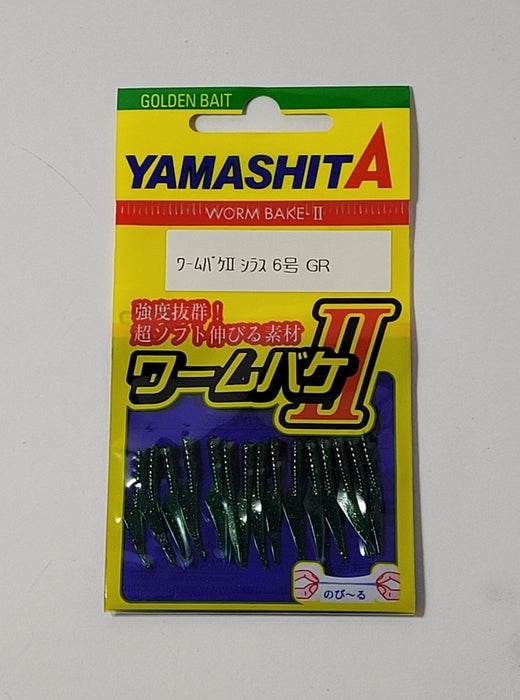 GOLDEN BAIT
YAMASHITA
WORM BAKE-II
ﾜｰﾑﾊﾞｹII ｼﾗｽ 6号 GR
強度抜群！
超ソフト伸びる素材
ワームバケII
のび〜る